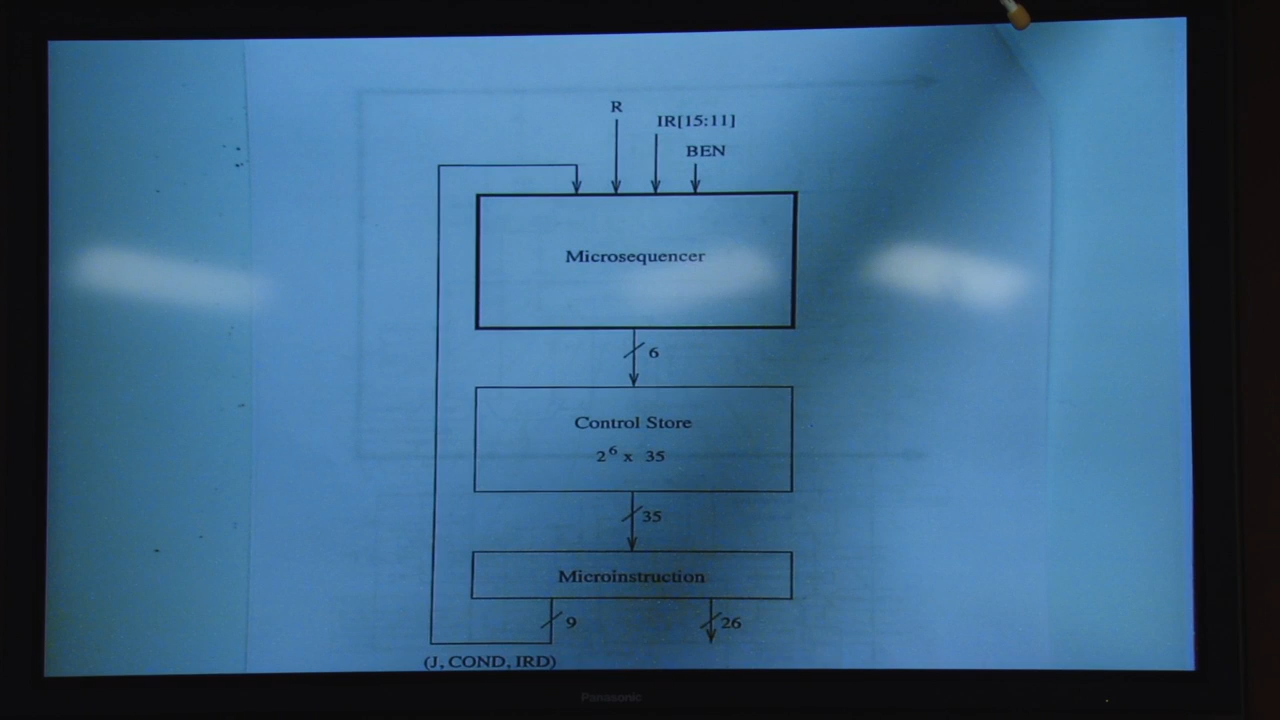 R
IR[15:11]
BEN
Microsequencer
6
Control Store
2⁶ x 35
35
Microinstruction
9
26
(J, COND, IRD)
Panasonic